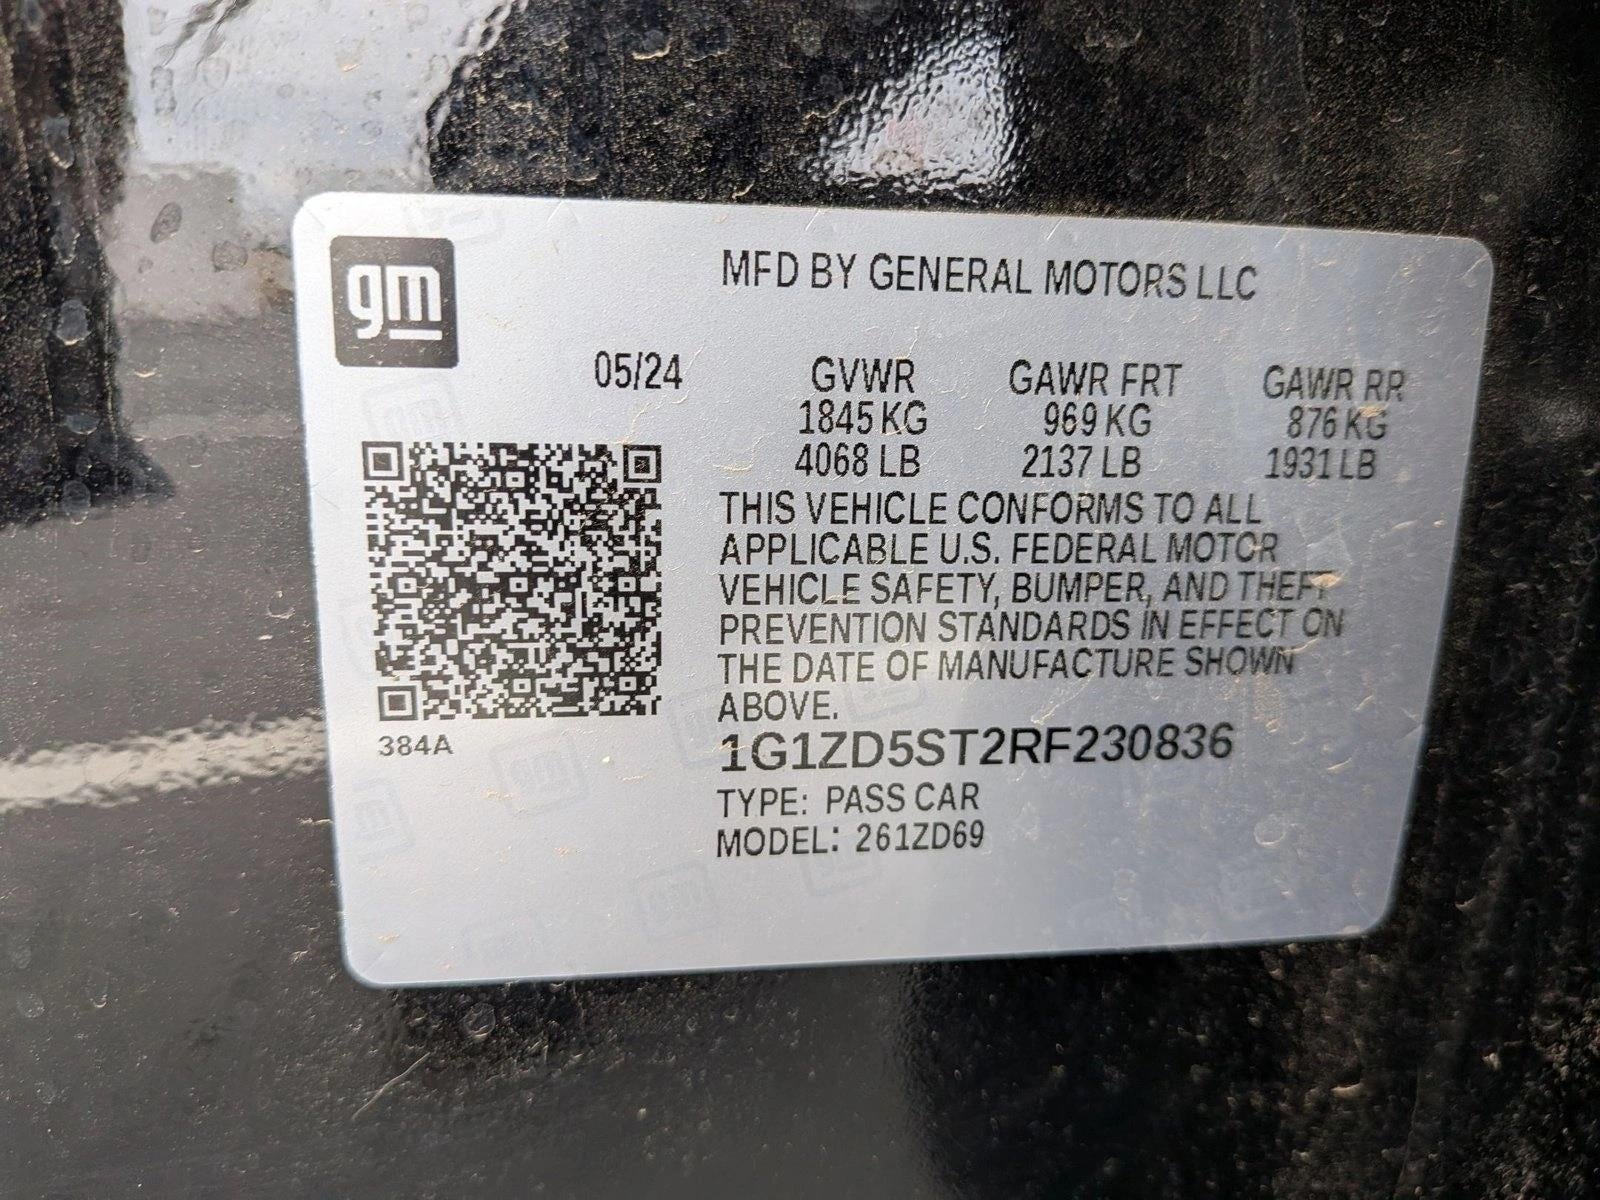 gm
MFD BY GENERAL MOTORS LLC
05/24
GVWR GAWR FRT GAWR RR
1845 KG 969 KG 876 KG
4068 LB 2137 LB 1931 LB
THIS VEHICLE CONFORMS TO ALL
APPLICABLE U.S. FEDERAL MOTOR
VEHICLE SAFETY, BUMPER, AND THEFT
PREVENTION STANDARDS IN EFFECT ON
THE DATE OF MANUFACTURE SHOWN
ABOVE.
384A
1G1ZD5ST2RF230836
TYPE: PASS CAR
MODEL: 261ZD69